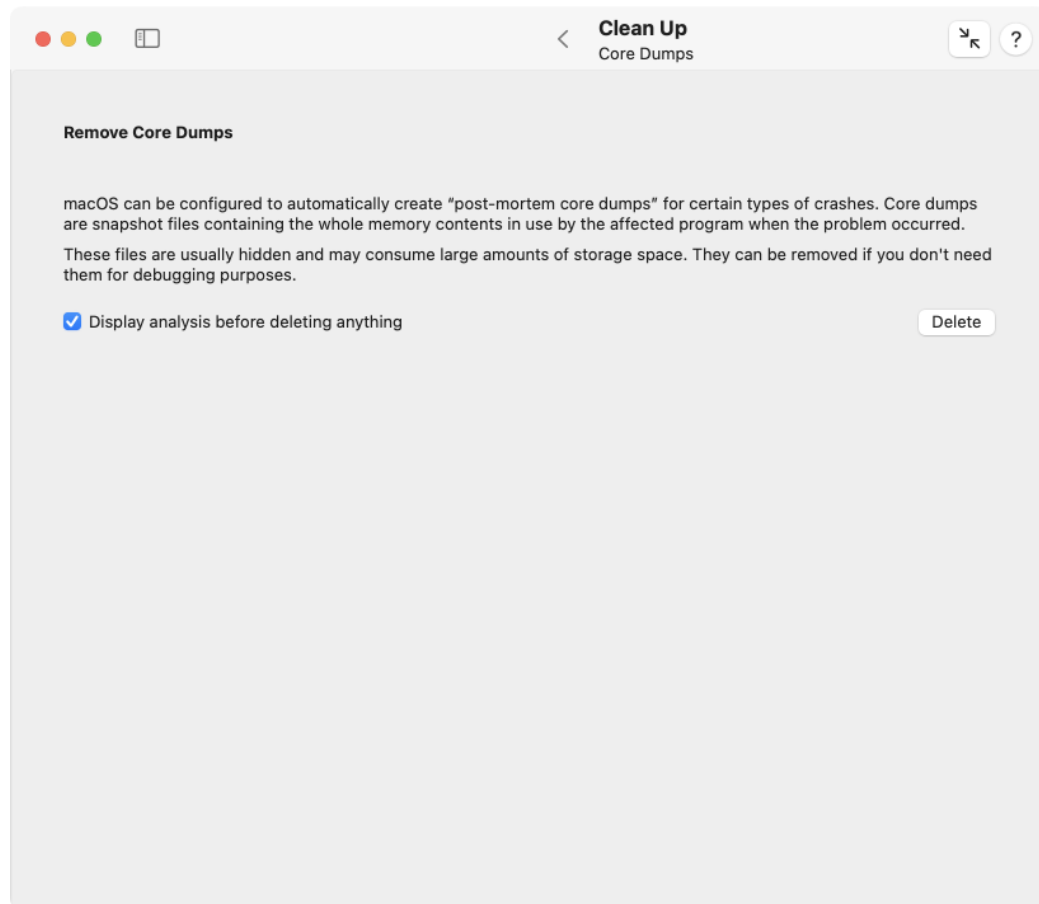 Clean Up
Core Dumps
?
Remove Core Dumps
macOS can be configured to automatically create “post-mortem core dumps” for certain types of crashes. Core dumps
are snapshot files containing the whole memory contents in use by the affected program when the problem occurred.
These files are usually hidden and may consume large amounts of storage space. They can be removed if you don't need
them for debugging purposes.
Display analysis before deleting anything
Delete